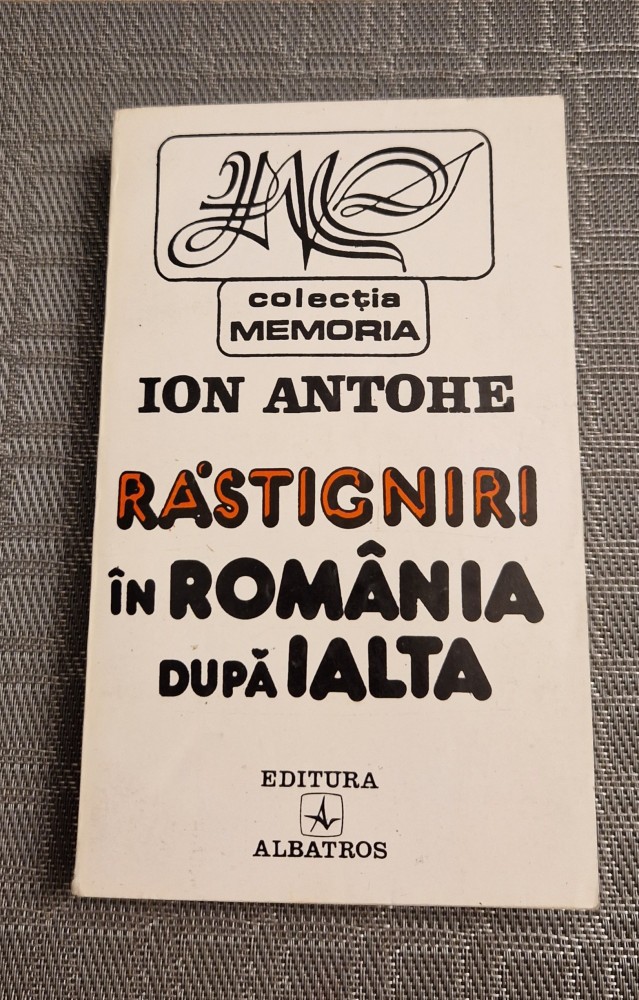 colecția
MEMORIA
ION ANTOHE
RĂSTIGNIRI
ÎN ROMÂNIA
DUPĂ IALTA
EDITURA
ALBATROS